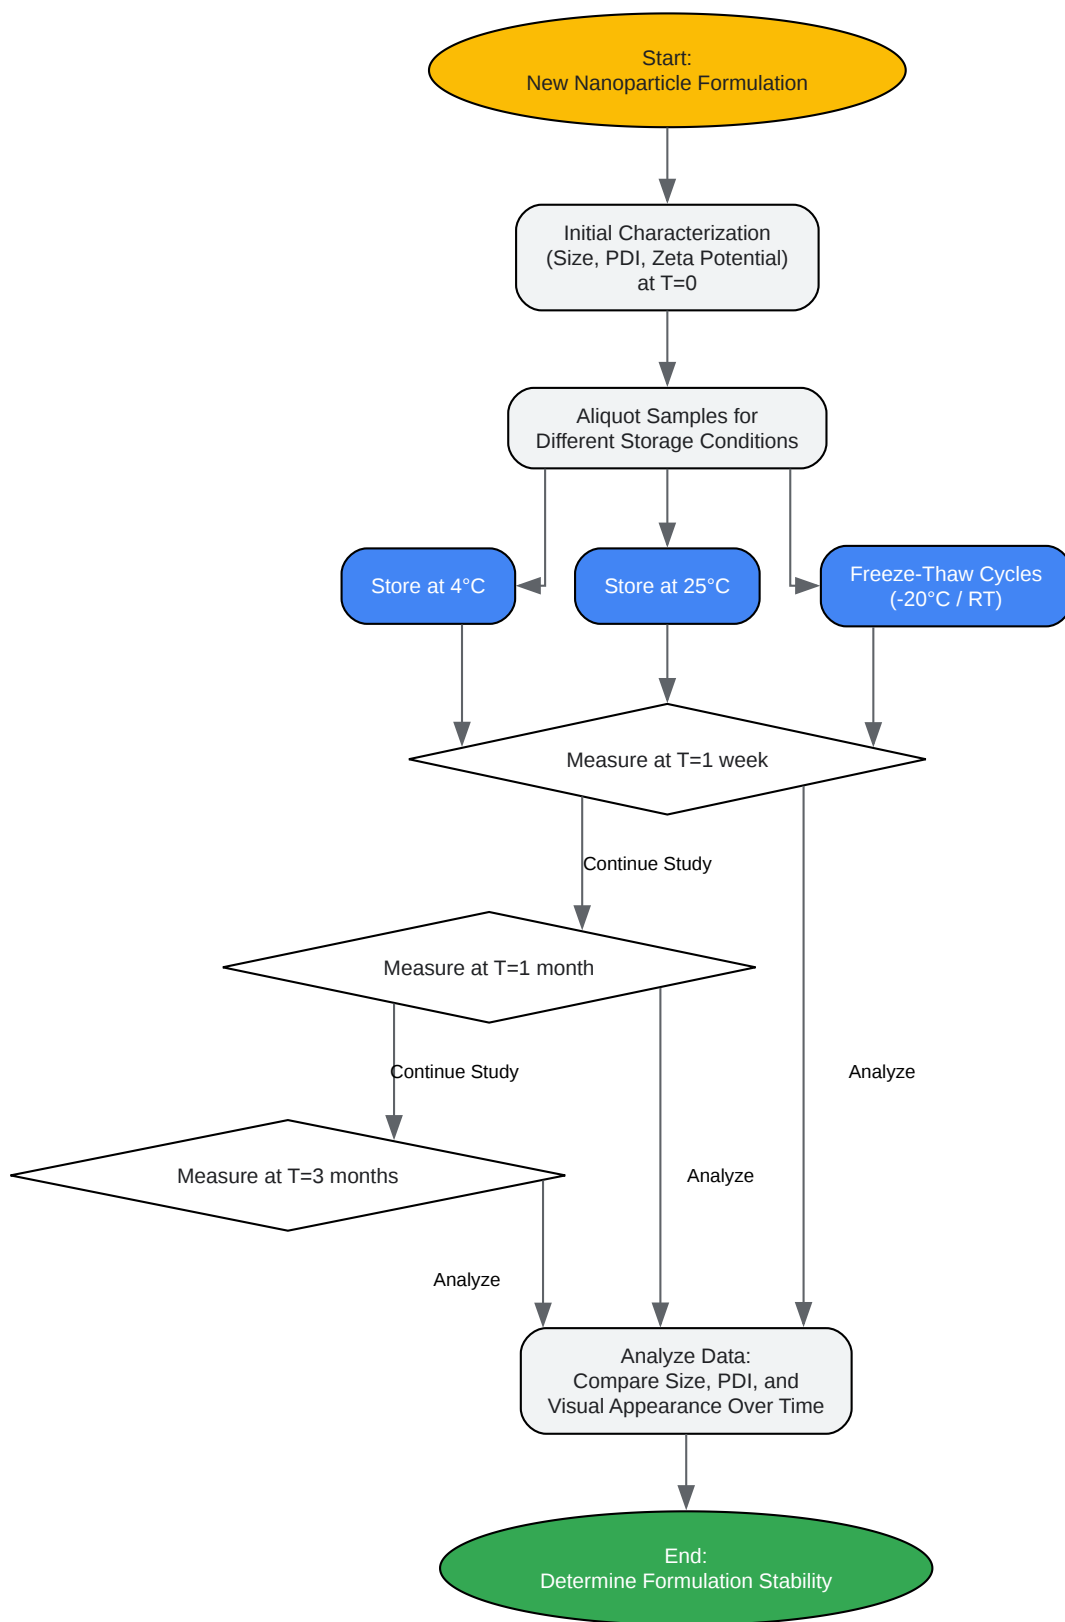 Start:
New Nanoparticle Formulation
Initial Characterization
(Size, PDI, Zeta Potential)
at T=0
Aliquot Samples for
Different Storage Conditions
Store at 4°C
Store at 25°C
Freeze-Thaw Cycles
(-20°C / RT)
Measure at T=1 week
Continue Study
Measure at T=1 month
Continue Study
Analyze
Measure at T=3 months
Analyze
Analyze
Analyze Data:
Compare Size, PDI, and
Visual Appearance Over Time
End:
Determine Formulation Stability